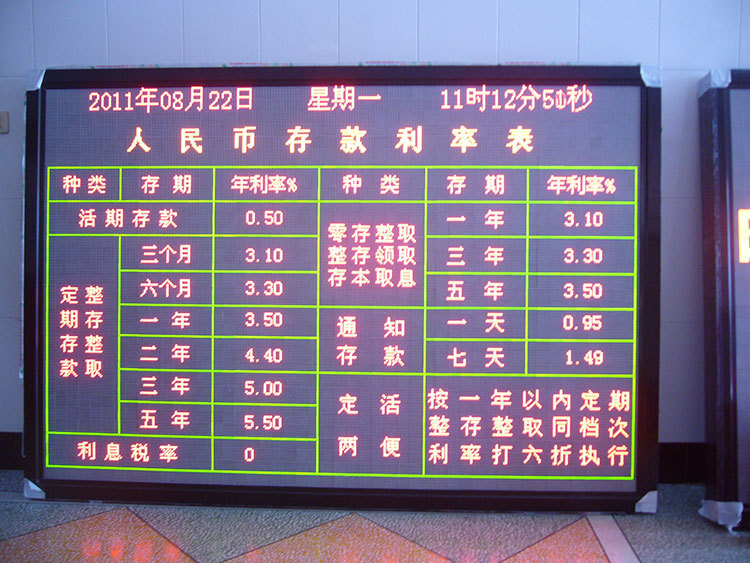 2011年08月22日 星期一 11时12分50秒
人民币存款利率表
种类 存期 年利率% 种类 存期 年利率%
活期存款 0.50
定期存款 整存整取
三个月 3.10
六个月 3.30
一年 3.50
二年 4.40
三年 5.00
五年 5.50
利息税率 0
零存整取
整存领取
存本取息
一年 3.10
三年 3.30
五年 3.50
通知
存款
一天 0.95
七天 1.49
定活
两便
按一年以内定期
整存整取同档次
利率打六折执行